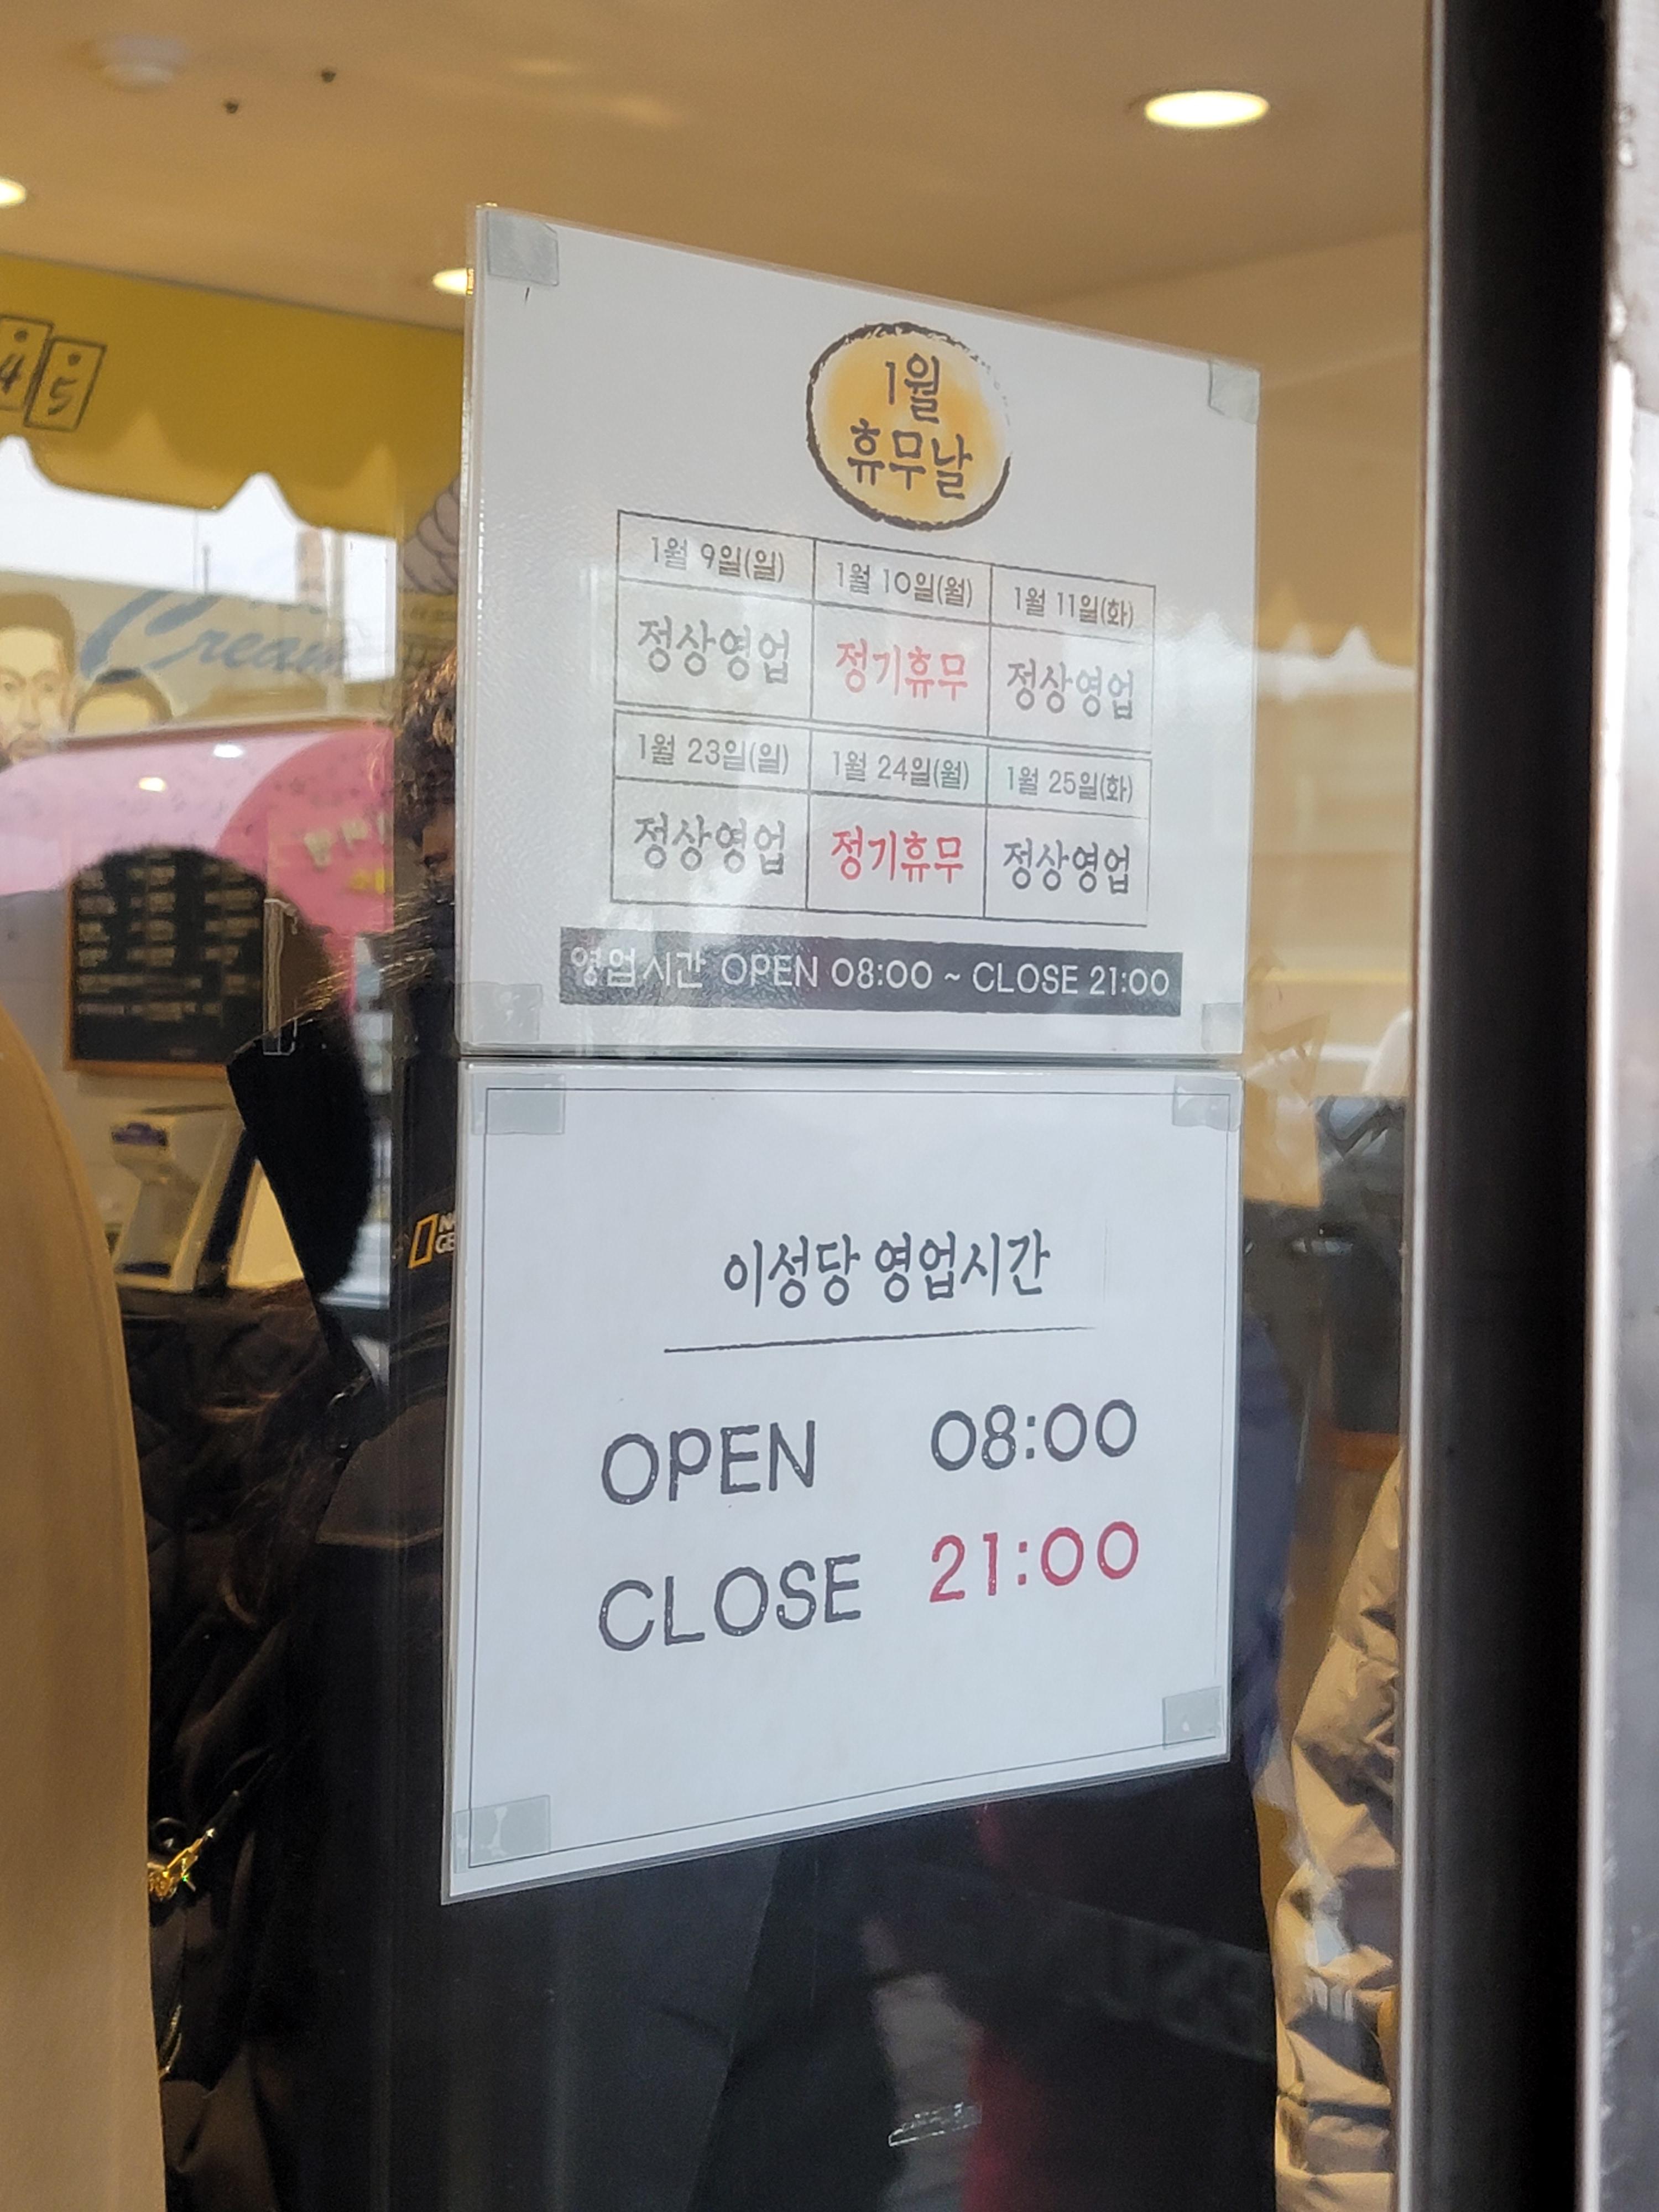 4 5
Cream
1월
휴무날
1월 9일(일) 1월 10일(월) 1월 11일(화)
정상영업 정기휴무 정상영업
1월 23일(일) 1월 24일(월) 1월 25일(화)
정상영업 정기휴무 정상영업
영업시간 OPEN 08:00 ~ CLOSE 21:00
이성당 영업시간
OPEN 08:00
CLOSE 21:00